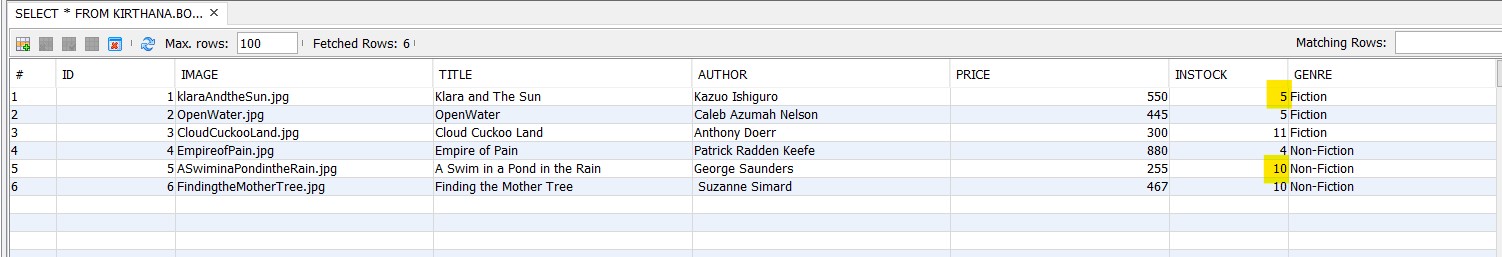 SELECT * FROM KIRTHANA.BO... ×
Max. rows: 100 Fetched Rows: 6 Matching Rows:
# ID IMAGE TITLE AUTHOR PRICE INSTOCK GENRE
1 1 klaraAndtheSun.jpg Klara and The Sun Kazuo Ishiguro 550 5 Fiction
2 2 OpenWater.jpg OpenWater Caleb Azumah Nelson 445 5 Fiction
3 3 CloudCuckooLand.jpg Cloud Cuckoo Land Anthony Doerr 300 11 Fiction
4 4 EmpireofPain.jpg Empire of Pain Patrick Radden Keefe 880 4 Non-Fiction
5 5 ASwiminaPondintheRain.jpg A Swim in a Pond in the Rain George Saunders 255 10 Non-Fiction
6 6 FindingtheMotherTree.jpg Finding the Mother Tree Suzanne Simard 467 10 Non-Fiction